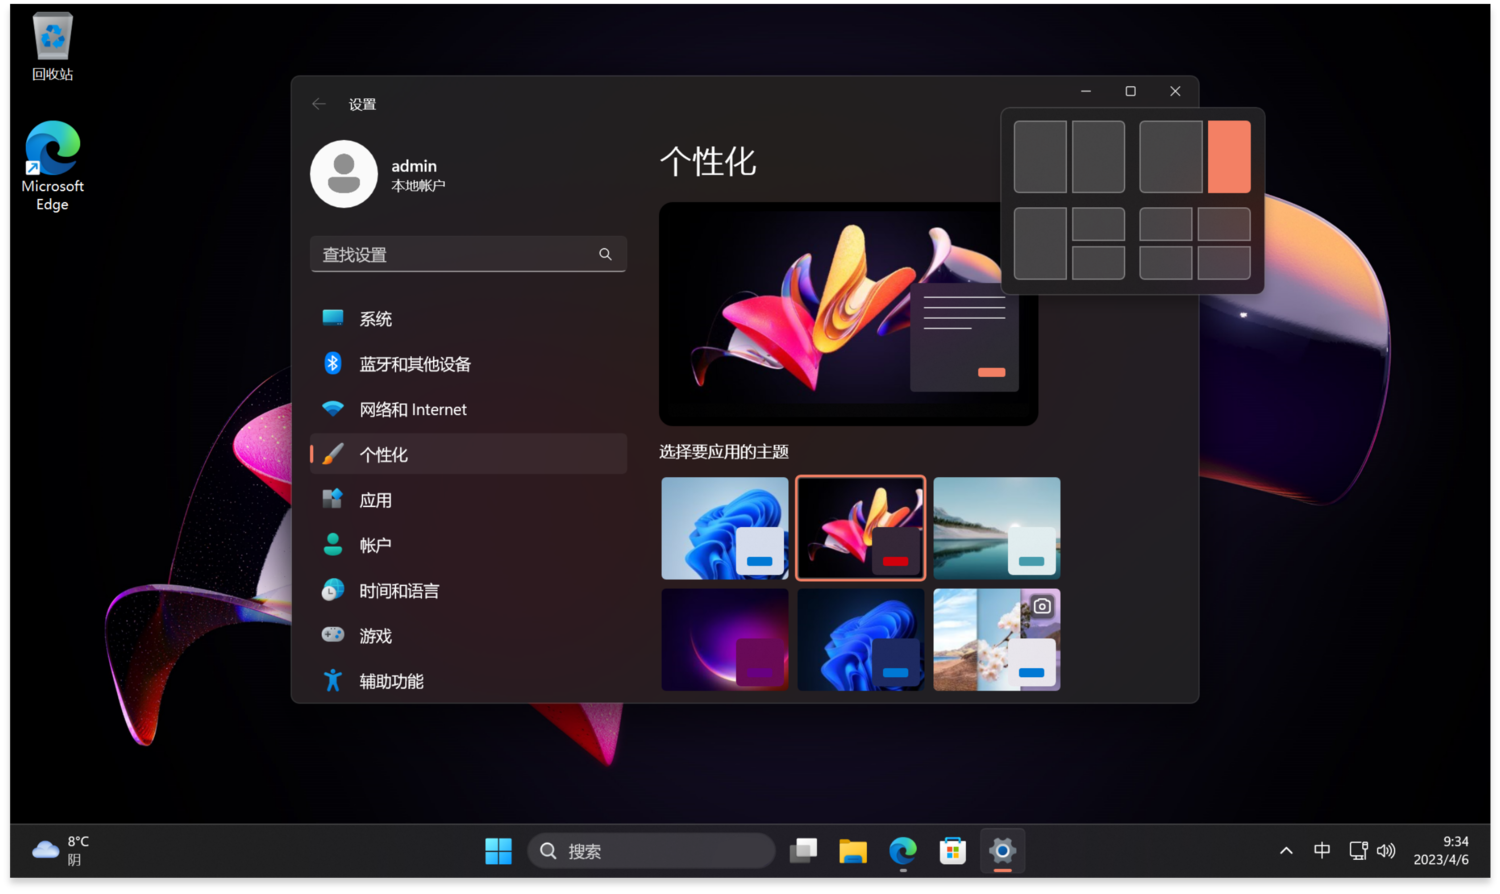 回收站
Microsoft
Edge
设置
admin
本地帐户
查找设置
系统
蓝牙和其他设备
网络和 Internet
个性化
应用
帐户
时间和语言
游戏
辅助功能
个性化
选择要应用的主题
8°C
阴
搜索
中
9:34
2023/4/6